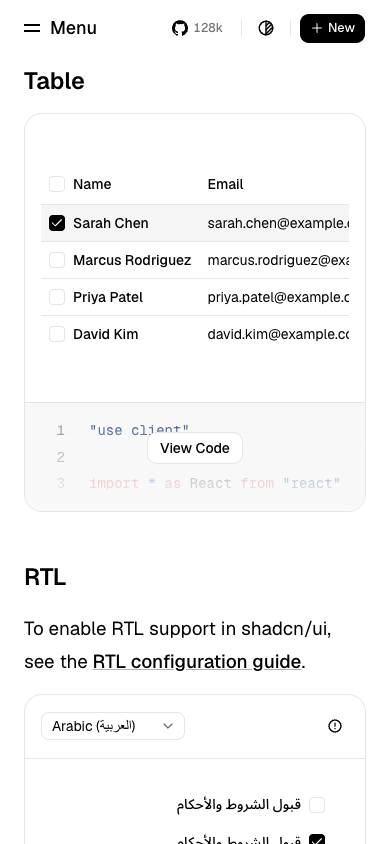 Menu
128k
New
Table
Name Email
Sarah Chen sarah.chen@example.
Marcus Rodriguez marcus.rodriguez@exa
Priya Patel priya.patel@example.c
David Kim david.kim@example.co
1 "use client"
2
View Code
3 import * as React from "react"
RTL
To enable RTL support in shadcn/ui,
see the RTL configuration guide.
Arabic (العربية)
قبول الشروط والأحكام
قبول الشروط والأحكام